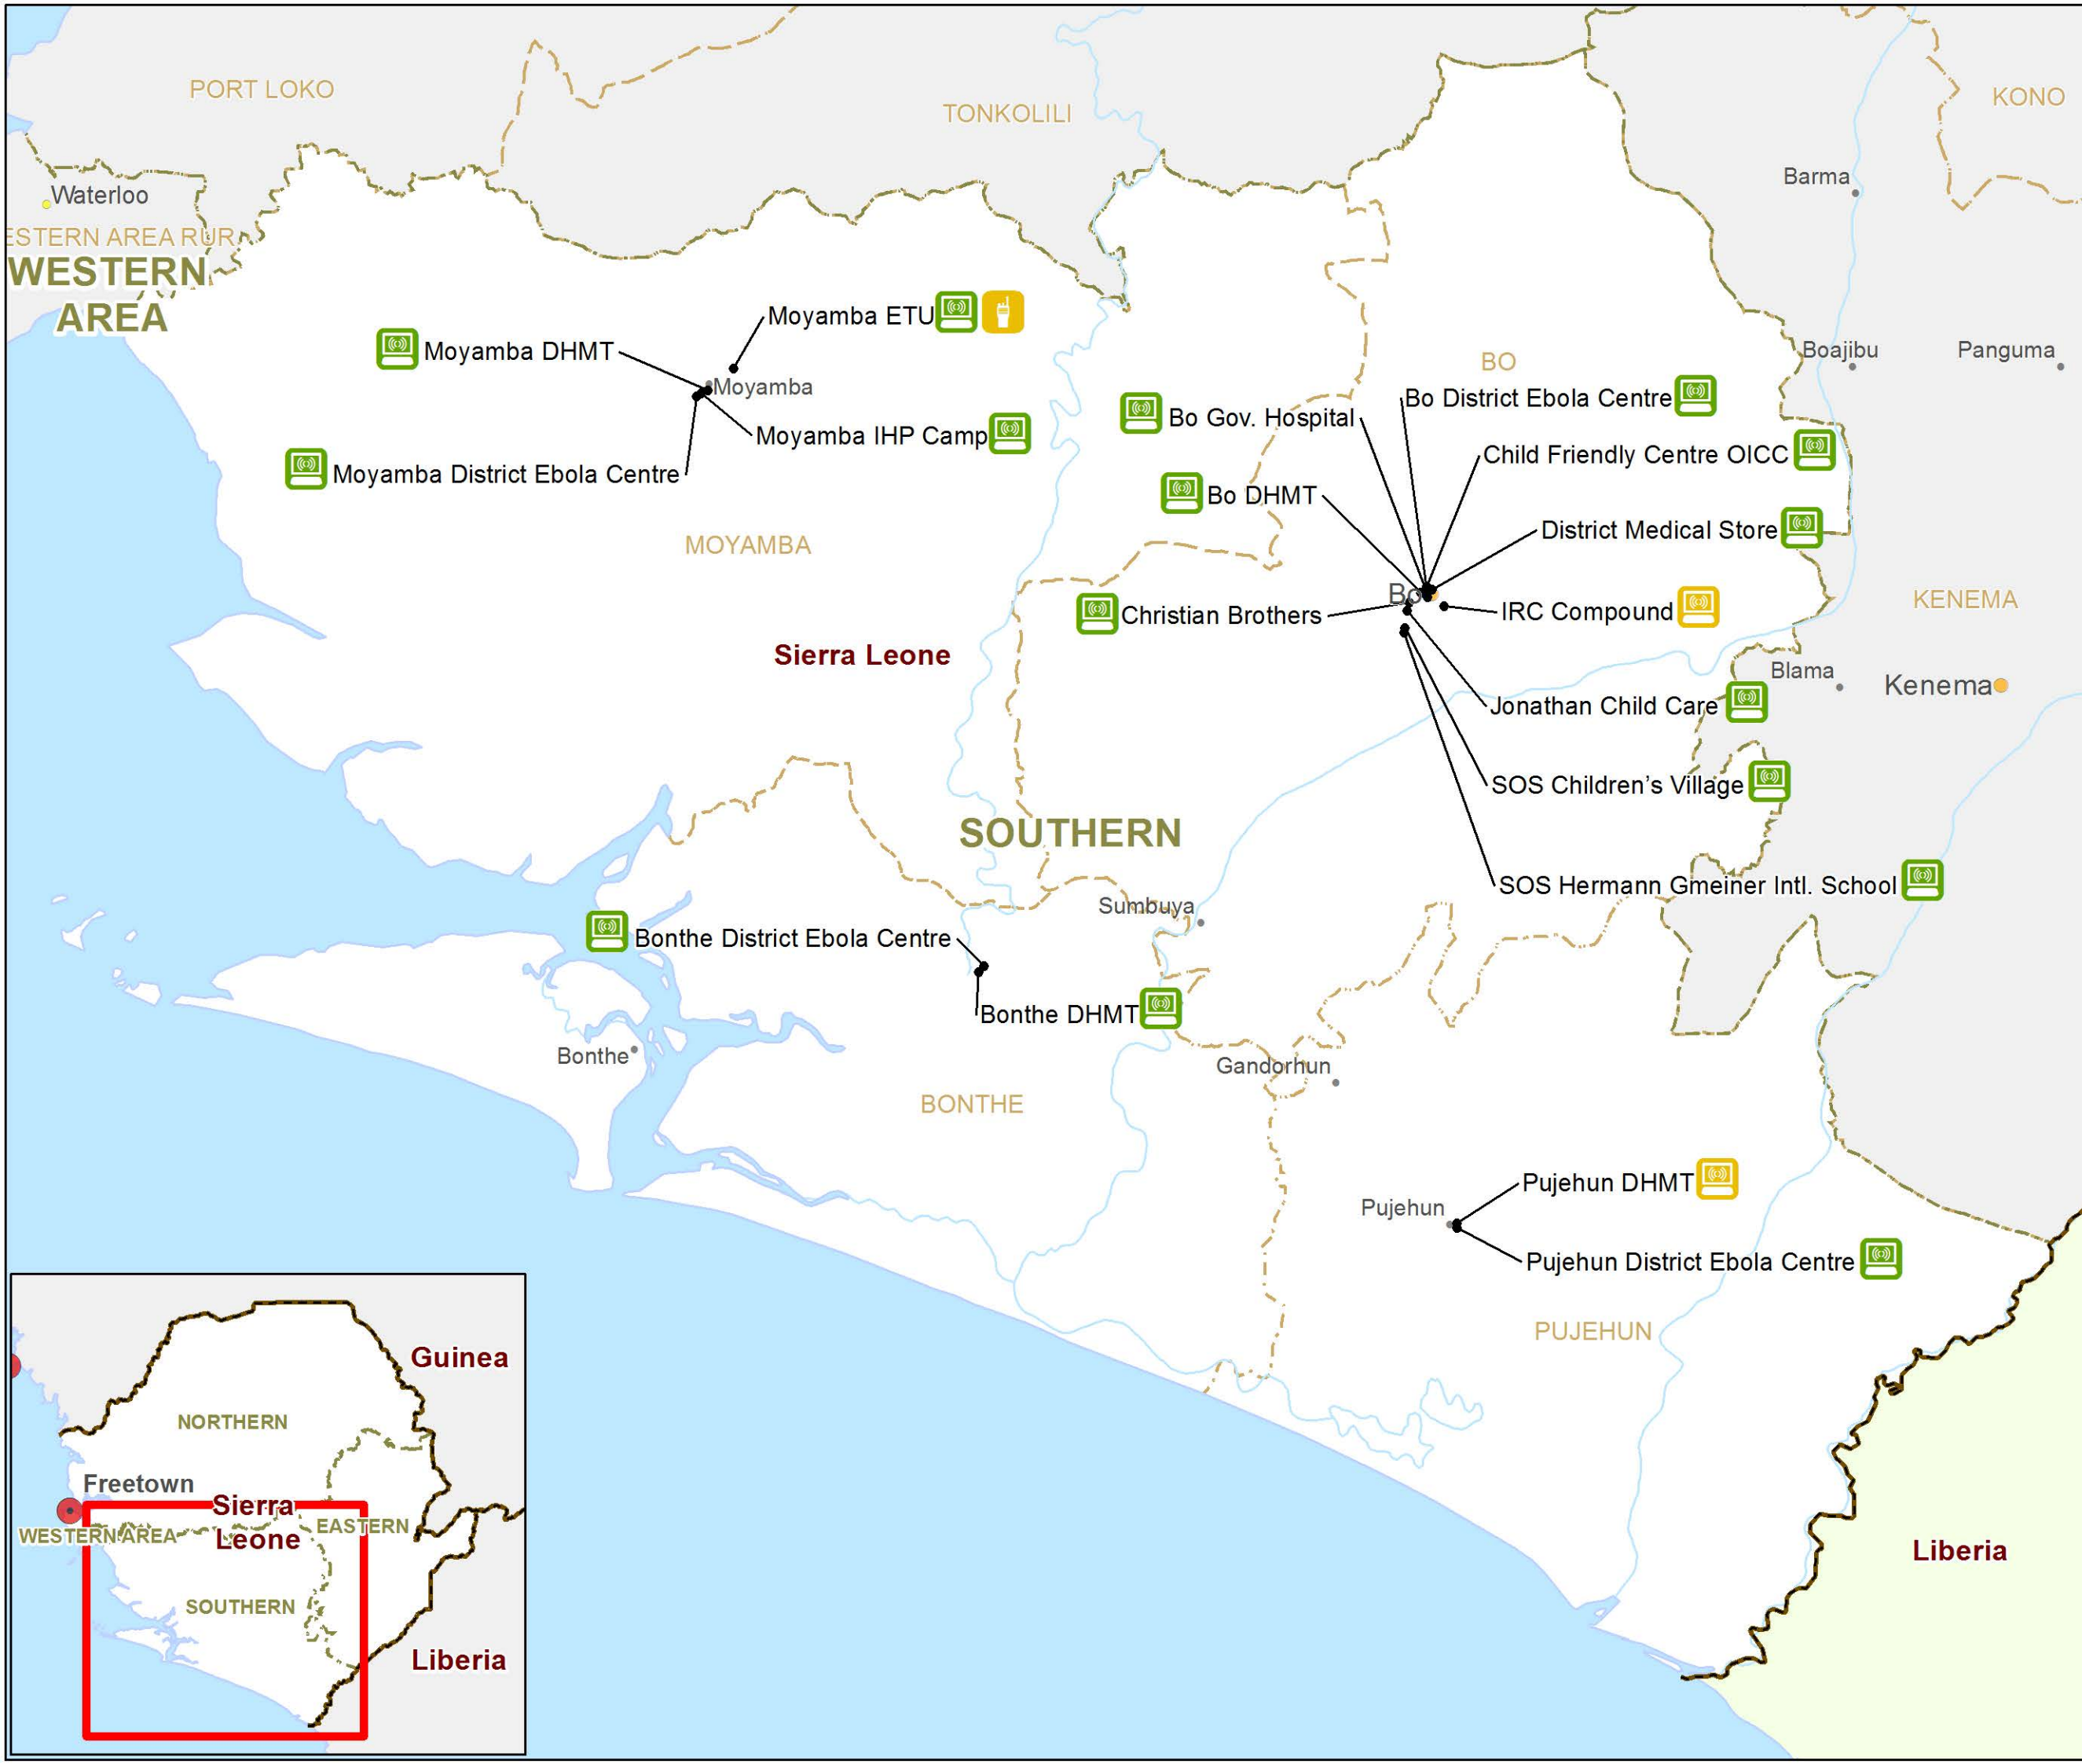 PORT LOKO
TONKOLILI
KONO
Waterloo
Barma
ESTERN AREA RUR
WESTERN
AREA
Moyamba ETU
Moyamba DHMT
Boajibu
Panguma
BO
Moyamba
Bo District Ebola Centre
Bo Gov. Hospital
Moyamba IHP Camp
Child Friendly Centre OICC
Moyamba District Ebola Centre
Bo DHMT
District Medical Store
MOYAMBA
Bo
KENEMA
Christian Brothers
IRC Compound
Sierra Leone
Blama
Kenema
Jonathan Child Care
SOS Children's Village
SOUTHERN
SOS Hermann Gmeiner Intl. School
Sumbuya
Bonthe District Ebola Centre
Bonthe DHMT
Bonthe
Gandorhun
BONTHE
Pujehun DHMT
Pujehun
Pujehun District Ebola Centre
PUJEHUN
Liberia
Guinea
NORTHERN
Freetown
Sierra
Leone
WESTERN AREA
EASTERN
SOUTHERN
Liberia